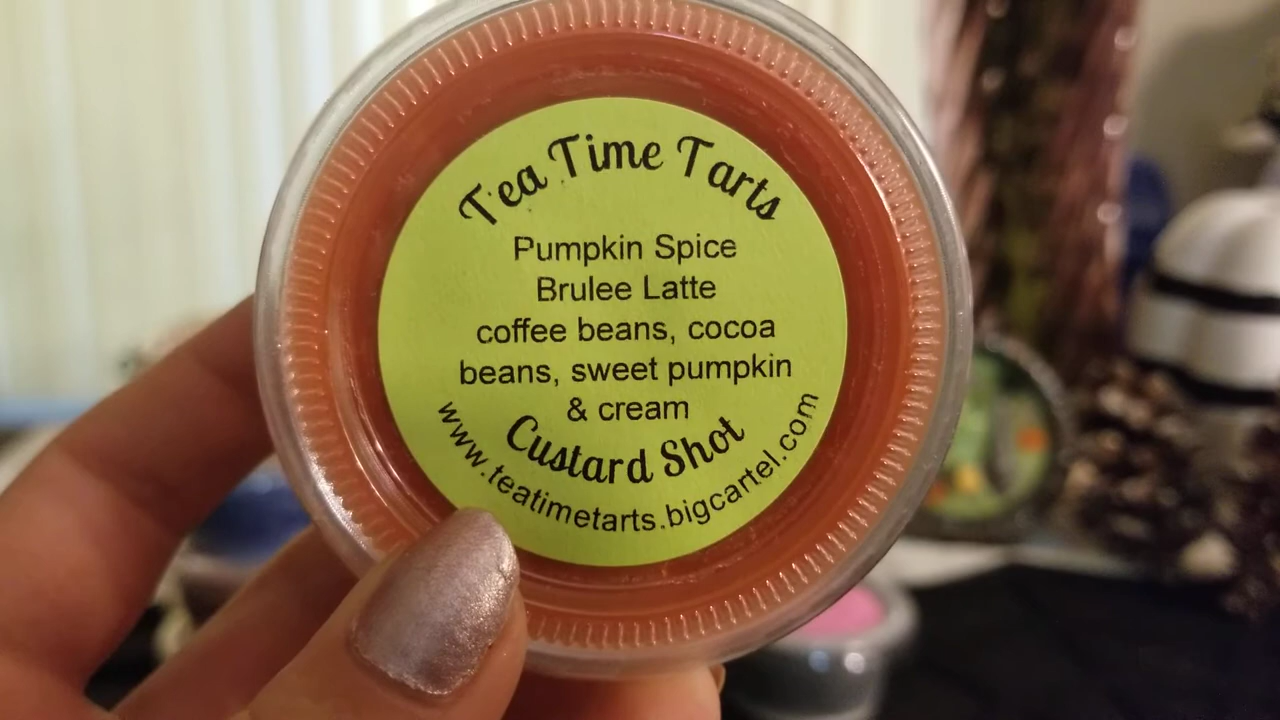 Tea Time Tarts
Pumpkin Spice
Brulee Latte
coffee beans, cocoa
beans, sweet pumpkin
& cream
Custard Shot
www.teatimetarts.bigcartel.com